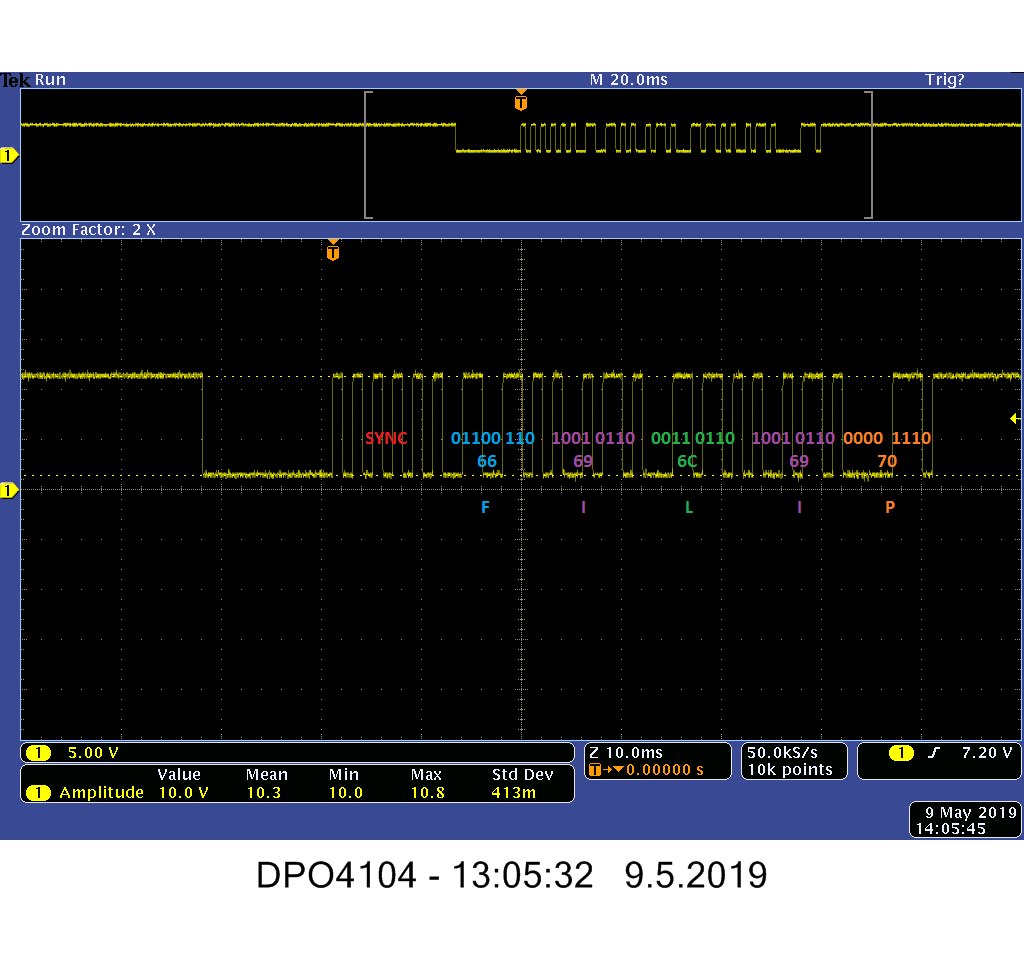 Tek Run M 20.0ms Trig?
T
1
Zoom Factor: 2 X
T
SYNC 01100 110 1001 0110 0011 0110 1001 0110 0000 1110
66 69 6C 69 70
1
F I L I P
1 5.00 V Z 10.0ms 50.0kS/s 1 7.20 V
T 0.00000 s 10k points
Value Mean Min Max Std Dev
1 Amplitude 10.0 V 10.3 10.0 10.8 413m
9 May 2019
14:05:45
DPO4104 - 13:05:32 9.5.2019